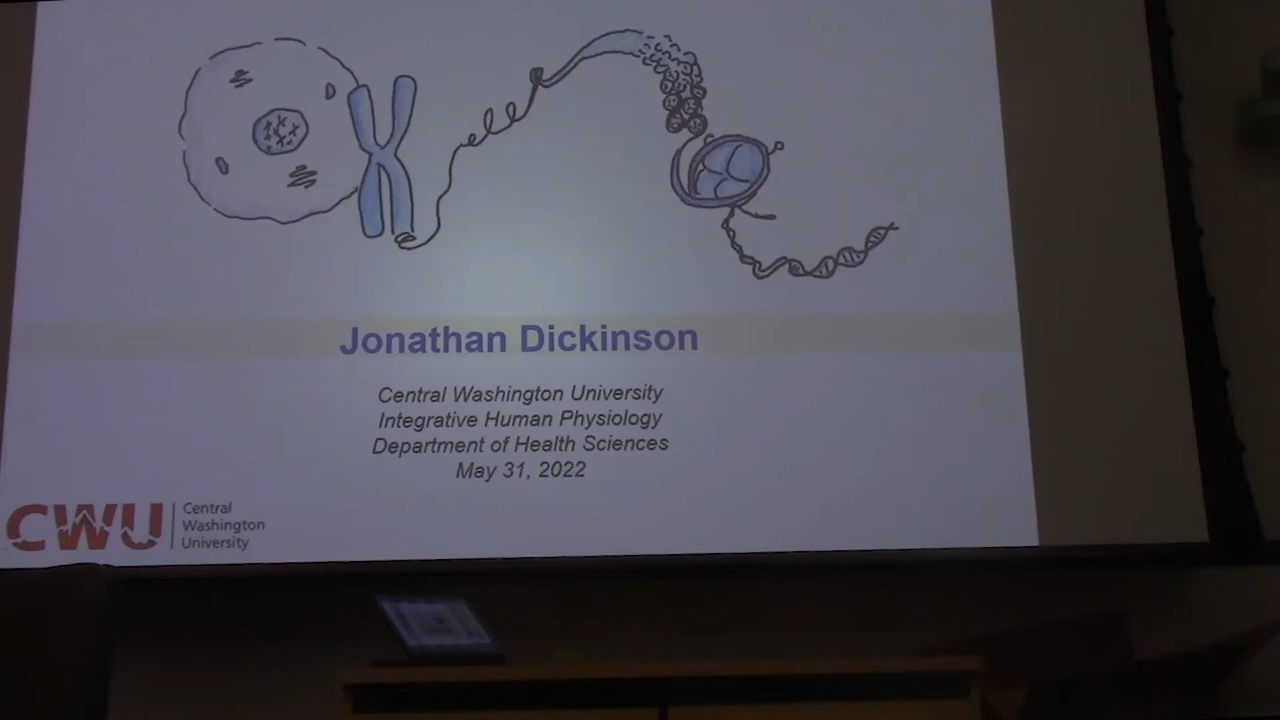 Jonathan Dickinson
Central Washington University
Integrative Human Physiology
Department of Health Sciences
May 31, 2022
CWU
Central
Washington
University